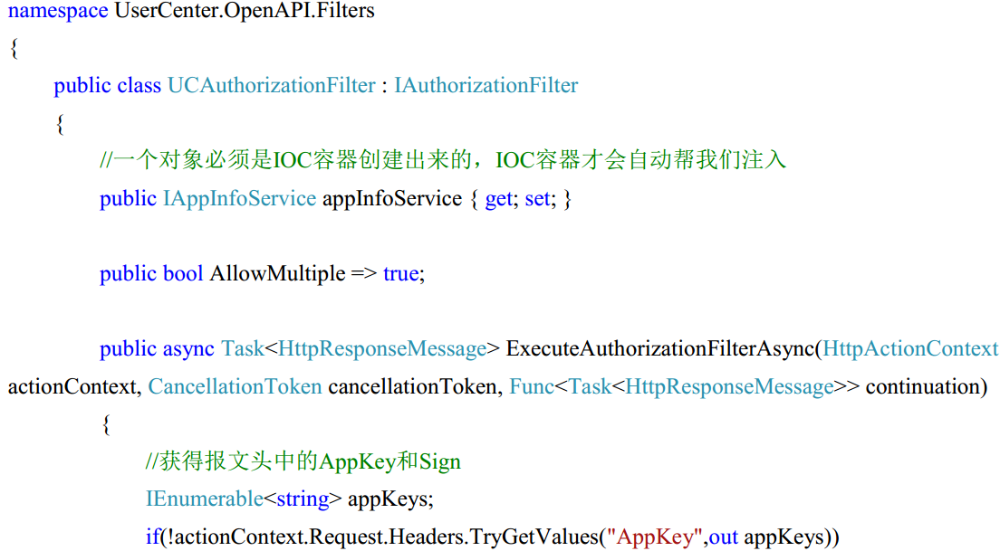 namespace UserCenter.OpenAPI.Filters
{
public class UCAuthorizationFilter : IAuthorizationFilter
{
//一个对象必须是IOC容器创建出来的，IOC容器才会自动帮我们注入
public IAppInfoService appInfoService { get; set; }
public bool AllowMultiple => true;
public async Task<HttpResponseMessage> ExecuteAuthorizationFilterAsync(HttpActionContext
actionContext, CancellationToken cancellationToken, Func<Task<HttpResponseMessage>> continuation)
{
//获得报文头中的AppKey和Sign
IEnumerable<string> appKeys;
if(!actionContext.Request.Headers.TryGetValues("AppKey",out appKeys))